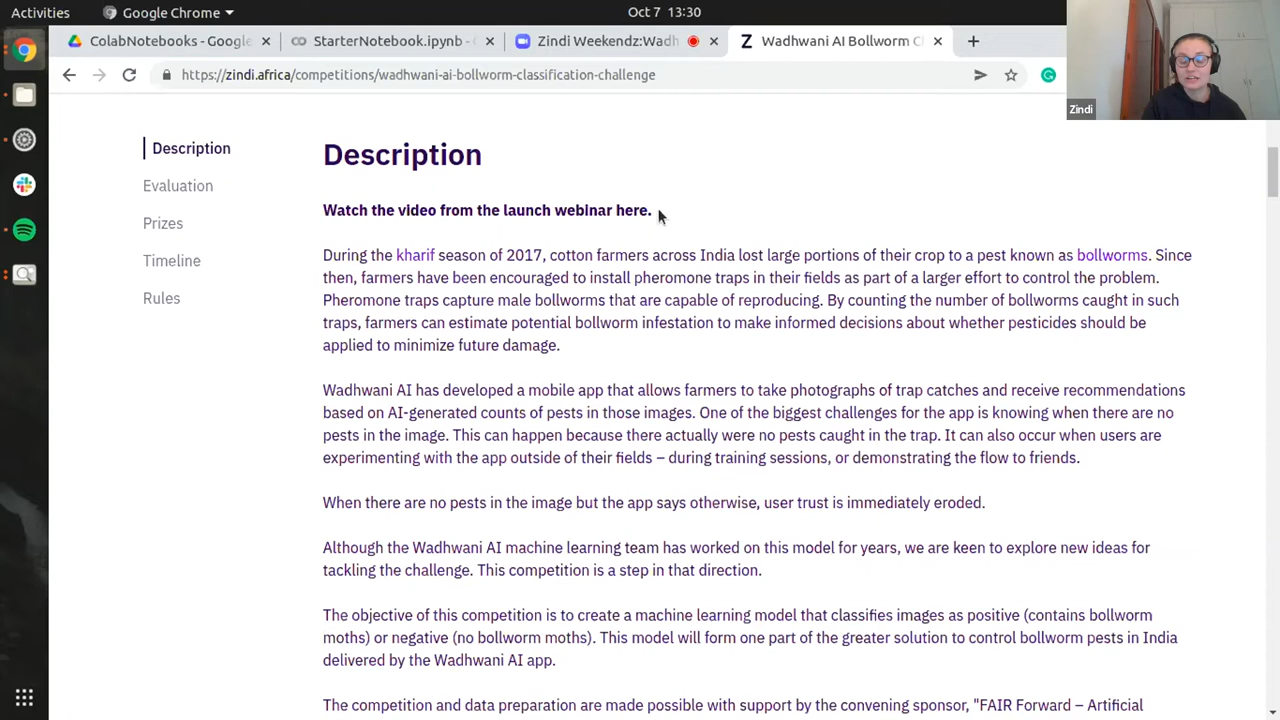 Activities
Google Chrome
Oct 7 13:30
ColabNotebooks - Google
StarterNotebook.ipynb -
Zindi Weekendz:Wadh
Wadhwani AI Bollworm C
https://zindi.africa/competitions/wadhwani-ai-bollworm-classification-challenge
Zindi
Description
Evaluation
Prizes
Timeline
Rules
Description
Watch the video from the launch webinar here.
During the kharif season of 2017, cotton farmers across India lost large portions of their crop to a pest known as bollworms. Since
then, farmers have been encouraged to install pheromone traps in their fields as part of a larger effort to control the problem.
Pheromone traps capture male bollworms that are capable of reproducing. By counting the number of bollworms caught in such
traps, farmers can estimate potential bollworm infestation to make informed decisions about whether pesticides should be
applied to minimize future damage.
Wadhwani AI has developed a mobile app that allows farmers to take photographs of trap catches and receive recommendations
based on AI-generated counts of pests in those images. One of the biggest challenges for the app is knowing when there are no
pests in the image. This can happen because there actually were no pests caught in the trap. It can also occur when users are
experimenting with the app outside of their fields – during training sessions, or demonstrating the flow to friends.
When there are no pests in the image but the app says otherwise, user trust is immediately eroded.
Although the Wadhwani AI machine learning team has worked on this model for years, we are keen to explore new ideas for
tackling the challenge. This competition is a step in that direction.
The objective of this competition is to create a machine learning model that classifies images as positive (contains bollworm
moths) or negative (no bollworm moths). This model will form one part of the greater solution to control bollworm pests in India
delivered by the Wadhwani AI app.
The competition and data preparation are made possible with support by the convening sponsor, "FAIR Forward – Artificial